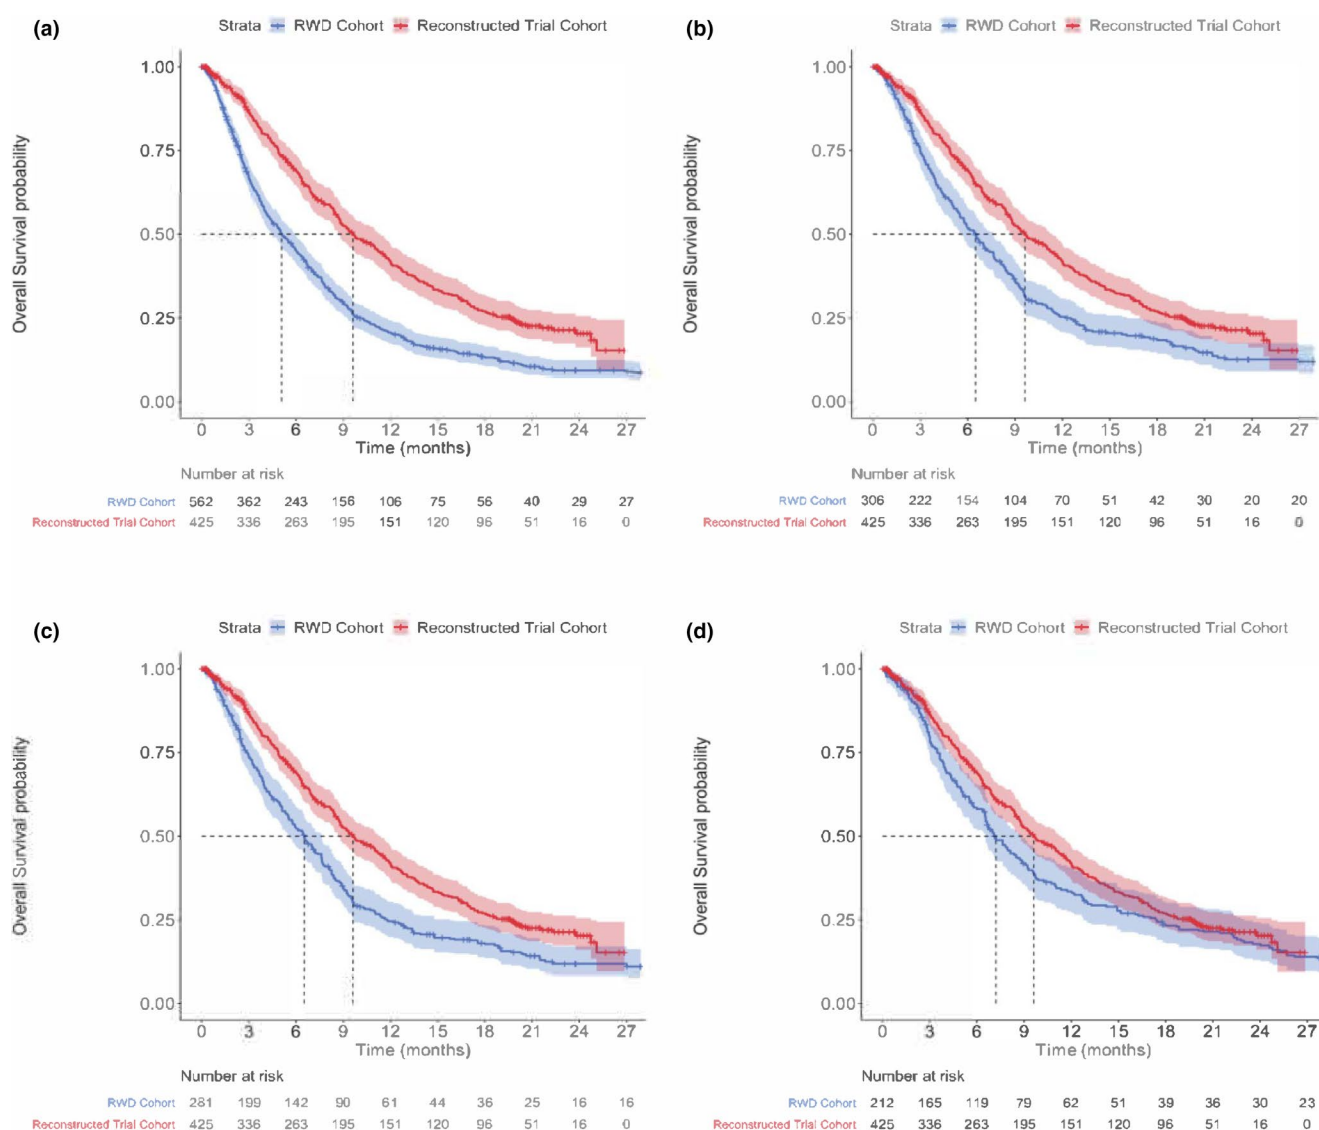 (a)
Strata RWD Cohort Reconstructed Trial Cohort
1.00
0.75
0.50
0.25
0.00
Overall Survival probability
0 3 6 9 12 15 18 21 24 27
Time (months)
Number at risk
RWD Cohort 562 362 243 156 106 75 56 40 29 27
Reconstructed Trial Cohort 425 336 263 195 151 120 96 51 16 0
(b)
Strata RWD Cohort Reconstructed Trial Cohort
1.00
0.75
0.50
0.25
0.00
Overall Survival probability
0 3 6 9 12 15 18 21 24 27
Time (months)
Number at risk
RWD Cohort 306 222 154 104 70 51 42 30 20 20
Reconstructed Trial Cohort 425 336 263 195 151 120 96 51 16 0
(c)
Strata RWD Cohort Reconstructed Trial Cohort
1.00
0.75
0.50
0.25
0.00
Overall Survival probability
0 3 6 9 12 15 18 21 24 27
Time (months)
Number at risk
RWD Cohort 281 199 142 90 61 44 36 25 16 16
Reconstructed Trial Cohort 425 336 263 195 151 120 96 51 16 0
(d)
Strata RWD Cohort Reconstructed Trial Cohort
1.00
0.75
0.50
0.25
0.00
Overall Survival probability
0 3 6 9 12 15 18 21 24 27
Time (months)
Number at risk
RWD Cohort 212 165 119 79 62 51 39 36 30 23
Reconstructed Trial Cohort 425 336 263 195 151 120 96 51 16 0